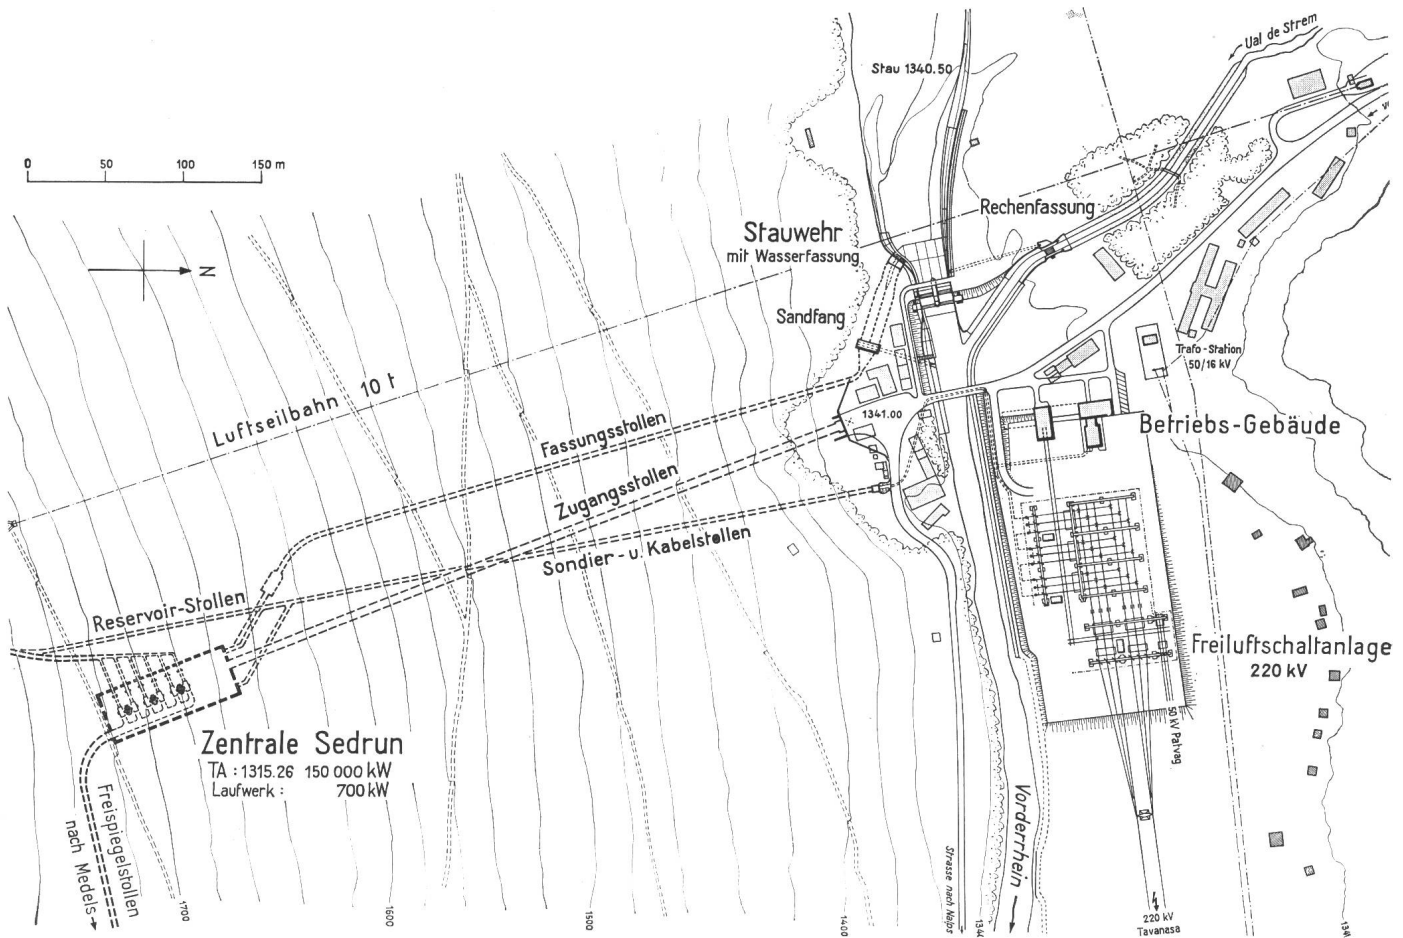 Ual de Strem
Stau 1340.50
0 50 100 150 m
N
Rechenfassung
Stauwehr
mit Wasserfassung
Sandfang
Trafo-Station
50/16 kV
Luftseilbahn 10 t
1341.00
Betriebs-Gebäude
Fassungsstollen
Zugangsstollen
Sondier- u. Kabelstollen
Reservoir-Stollen
Freiluftschaltanlage
220 kV
50 kV Patvag
Zentrale Sedrun
TA : 1315.26 150 000 kW
Laufwerk : 700 kW
Freispiegelstollen
nach Medels
Vorderrhein
Strasse nach Nalps
1700
1600
1500
1400
220 kV
Tavanasa